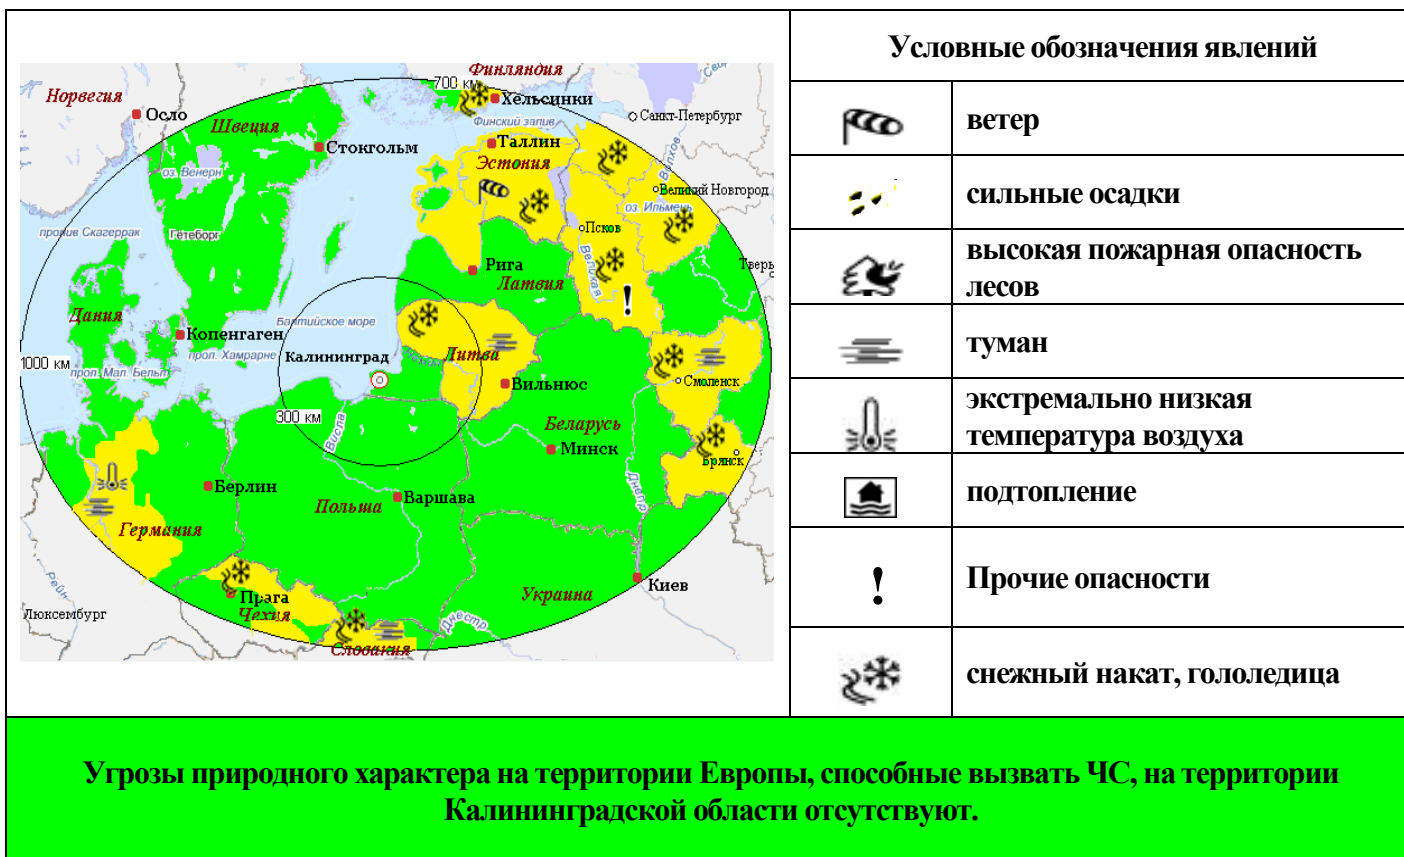 Условные обозначения явлений
ветер
сильные осадки
высокая пожарная опасность
лесов
туман
экстремально низкая
температура воздуха
подтопление
!
Прочие опасности
снежный накат, гололедица
Финляндия
700 км
Норвегия
Осло
Хельсинки
Швеция
Финский залив
Санкт-Петербург
Стокгольм
Таллин
Эстония
Волхов
оз. Венерн
Великий Новгород
оз. Ильмень
пролив Скагеррак
Гётеборг
Псков
Великая
Рига
Латвия
Тверь
Дания
Балтийское море
Копенгаген
прол. Хамрарне
Калининград
Литва
1000 км
прол. Мал. Бельт
Смоленск
Вильнюс
300 км
Висла
Беларусь
Минск
Брянск
Днепр
Берлин
Варшава
Польша
Германия
Рейн
Киев
Украина
Прага
Чехия
Люксембург
Днестр
Словакия
!
Угрозы природного характера на территории Европы, способные вызвать ЧС, на территории
Калининградской области отсутствуют.